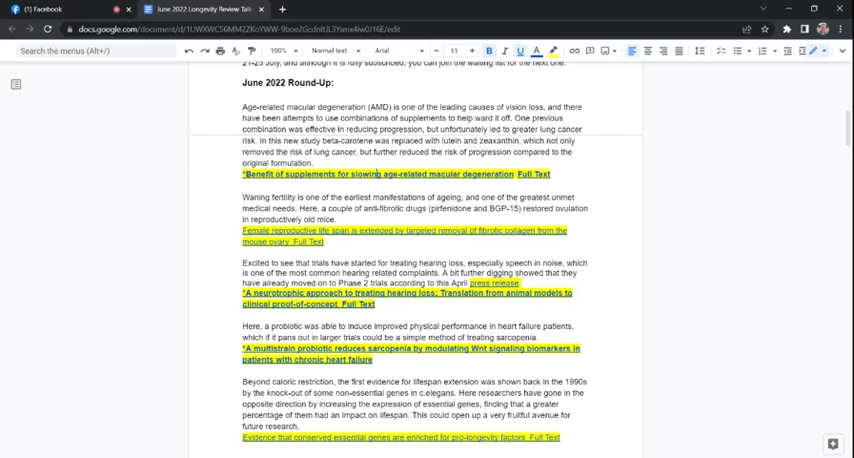 (1) Facebook
June 2022 Longevity Review Tal
docs.google.com/document/d/1UWXWC56MM2ZKoYWW-9boe2GcdnltJL3Ysmx4iw0J16E/edit
Search the menus (Alt+/)
100%
Normal text
Arial
11
B I U A
21-23 July, and although it is fully subscribed, you can join the waiting list for the next one.
June 2022 Round-Up:
Age-related macular degeneration (AMD) is one of the leading causes of vision loss, and there
have been attempts to use combinations of supplements to help ward it off. One previous
combination was effective in reducing progression, but unfortunately led to greater lung cancer
risk. In this new study beta-carotene was replaced with lutein and zeaxanthin, which not only
removed the risk of lung cancer, but further reduced the risk of progression compared to the
original formulation.
*Benefit of supplements for slowing age-related macular degeneration Full Text
Waning fertility is one of the earliest manifestations of ageing, and one of the greatest unmet
medical needs. Here, a couple of anti-fibrotic drugs (pirfenidone and BGP-15) restored ovulation
in reproductively old mice.
Female reproductive life span is extended by targeted removal of fibrotic collagen from the
mouse ovary Full Text
Excited to see that trials have started for treating hearing loss, especially speech in noise, which
is one of the most common hearing related complaints. A bit further digging showed that they
have already moved on to Phase 2 trials according to this April press release.
*A neurotrophic approach to treating hearing loss: Translation from animal models to
clinical proof-of-concept Full Text
Here, a probiotic was able to induce improved physical performance in heart failure patients,
which if it pans out in larger trials could be a simple method of treating sarcopenia.
*A multistrain probiotic reduces sarcopenia by modulating Wnt signaling biomarkers in
patients with chronic heart failure
Beyond caloric restriction, the first evidence for lifespan extension was shown back in the 1990s
by the knock-out of some non-essential genes in c.elegans. Here researchers have gone in the
opposite direction by increasing the expression of essential genes, finding that a greater
percentage of them had an impact on lifespan. This could open up a very fruitful avenue for
future research.
Evidence that conserved essential genes are enriched for pro-longevity factors Full Text